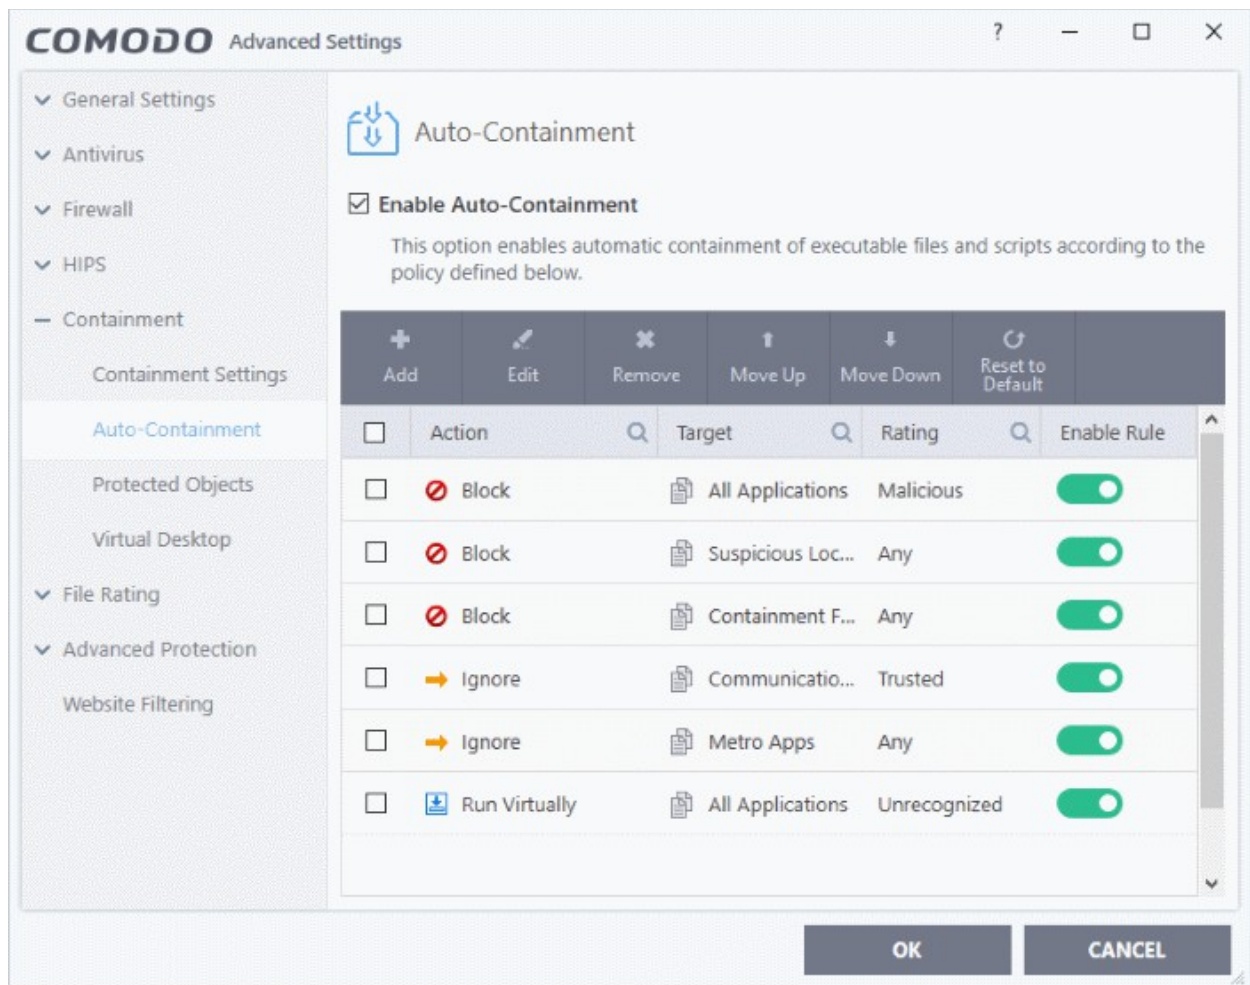 COMODO Advanced Settings
?
General Settings
Antivirus
Firewall
HIPS
Containment
Containment Settings
Auto-Containment
Protected Objects
Virtual Desktop
File Rating
Advanced Protection
Website Filtering
Auto-Containment
Enable Auto-Containment
This option enables automatic containment of executable files and scripts according to the
policy defined below.
Add Edit Remove Move Up Move Down Reset to
Default
Action Target Rating Enable Rule
Block All Applications Malicious
Block Suspicious Loc... Any
Block Containment F... Any
Ignore Communicatio... Trusted
Ignore Metro Apps Any
Run Virtually All Applications Unrecognized
OK CANCEL